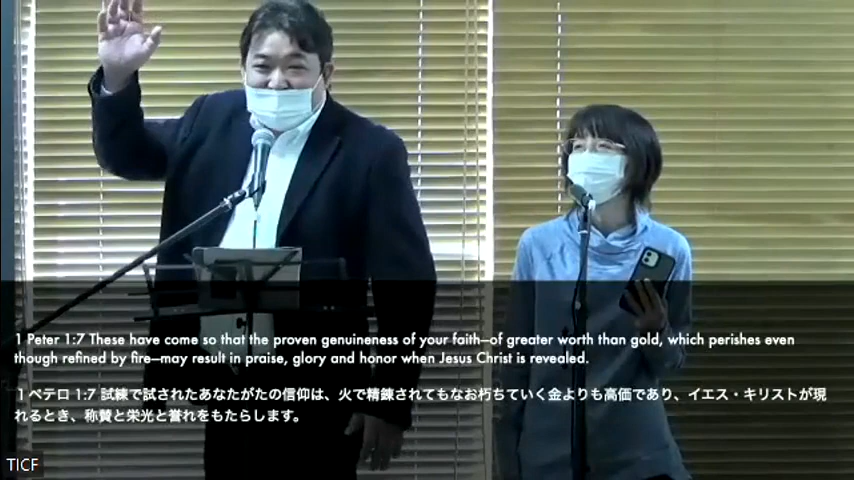 1 Peter 1:7 These have come so that the proven genuineness of your faith—of greater worth than gold, which perishes even
though refined by fire—may result in praise, glory and honor when Jesus Christ is revealed.
1ペテロ 1:7 試練で試されたあなたがたの信仰は、火で精錬されてもなお朽ちていく金よりも高価であり、イエス・キリストが現
れるとき、称賛と栄光と誉れをもたらします。
TICF